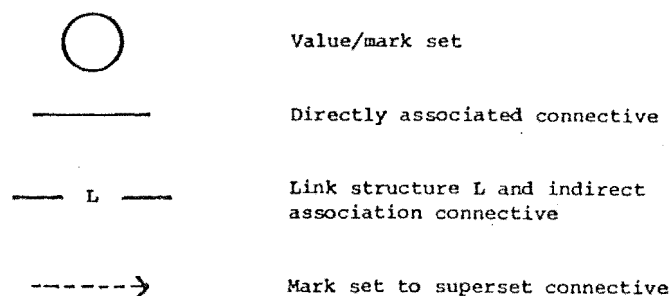 Value/mark set
Directly associated connective
L
Link structure L and indirect
association connective
Mark set to superset connective